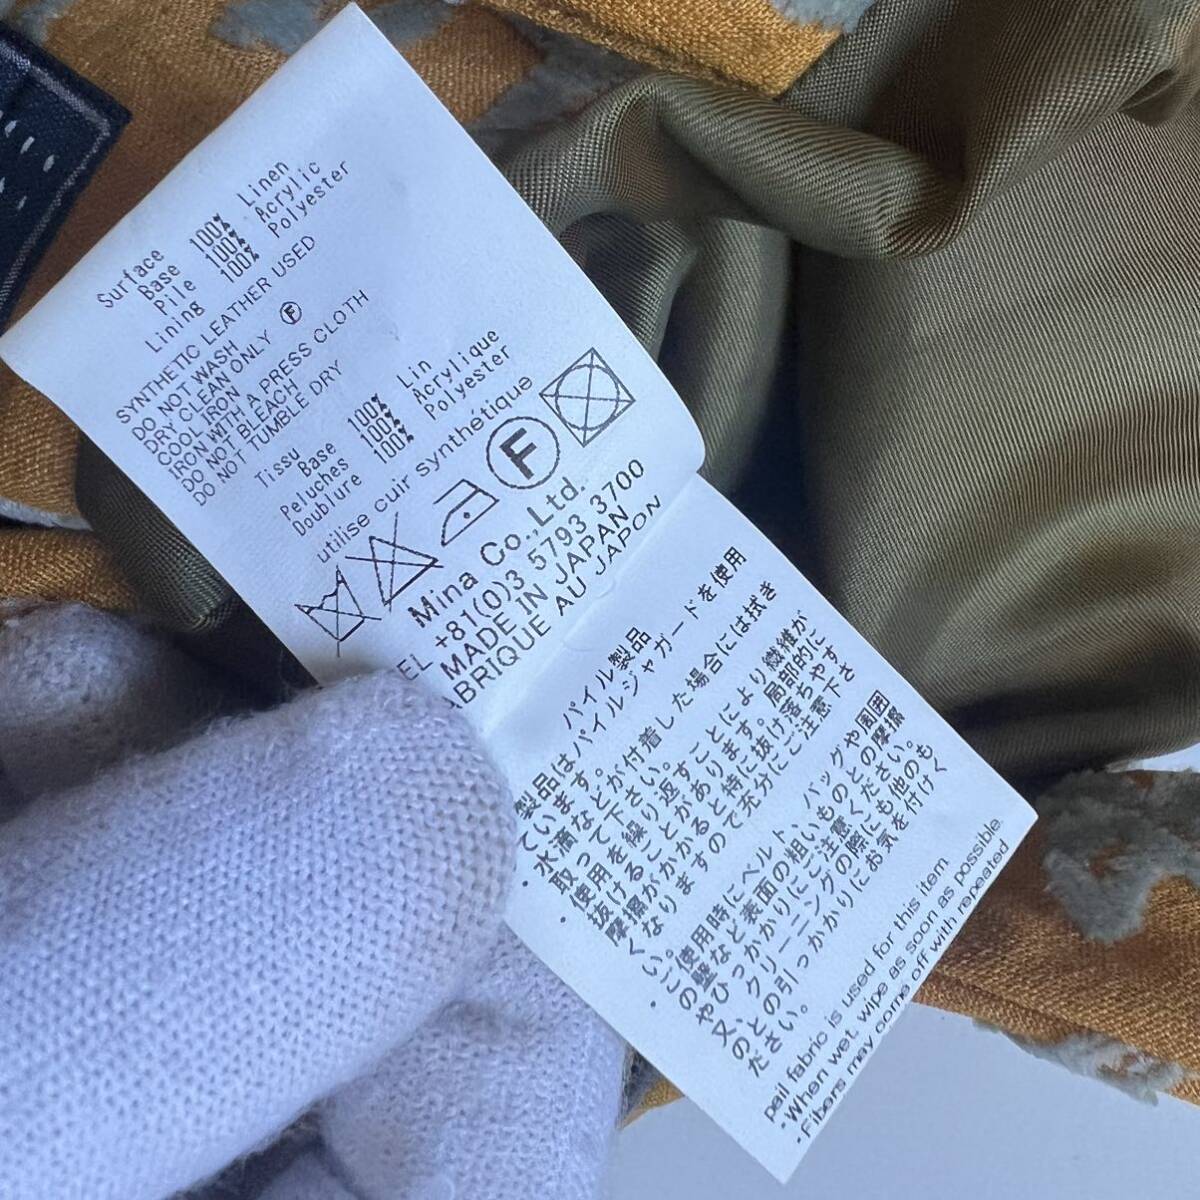 Surface
Base 100% Linen
Pile 100% Acrylic
Lining 100% Polyester
SYNTHETIC LEATHER USED
DO NOT WASH
DRY CLEAN ONLY Ⓕ
COOL IRON
IRON WITH A PRESS CLOTH
DO NOT BLEACH
DO NOT TUMBLE DRY
Tissu
Base 100% Lin
Peluches 100% Acrylique
Doublure 100% Polyester
utilise cuir synthétique
F
Mina Co.,Ltd.
EL +81(0)3 5793 3700
MADE IN JAPAN
ABRIQUE AU JAPON
パイル製品
製品はパイルジャガードを使用
ています。
・水滴などが付着した場合には拭き
取って下さい。
・使用を繰り返すことにより繊維が
抜けることがあります。局部的に
摩擦がかかると特に抜け落ちやす
くなりますので充分にご注意下さ
い。
・ご使用時にベルト、バッグや周囲
の壁など表面の粗いものとの摩擦
やひっかかりにご注意ください。
又、クリーニングの際にも他のも
のとの引っかかりにお気を付けく
ださい。
pail fabric is used for this item
・When wet, wipe as soon as possible.
・Fibers may come off with repeated